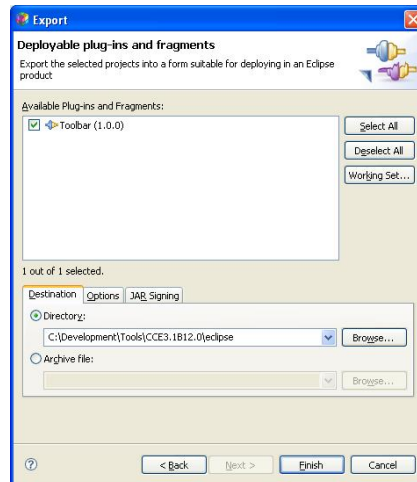 Export
Deployable plug-ins and fragments
Export the selected projects into a form suitable for deploying in an Eclipse
product
Available Plug-ins and Fragments:
Toolbar (1.0.0)
Select All
Deselect All
Working Set...
1 out of 1 selected.
Destination Options JAR Signing
Directory:
C:\Development\Tools\CCE3.1B12.0\eclipse
Browse...
Archive file:
Browse...
? < Back Next > Finish Cancel